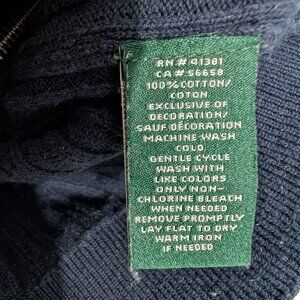 RN # 41381
CA # 56658
100% COTTON/
COTON
EXCLUSIVE OF
DECORATION/
SAUF DÉCORATION
MACHINE WASH
COLD
GENTLE CYCLE
WASH WITH
LIKE COLORS
ONLY NON-
CHLORINE BLEACH
WHEN NEEDED
REMOVE PROMPTLY
LAY FLAT TO DRY
WARM IRON
IF NEEDED